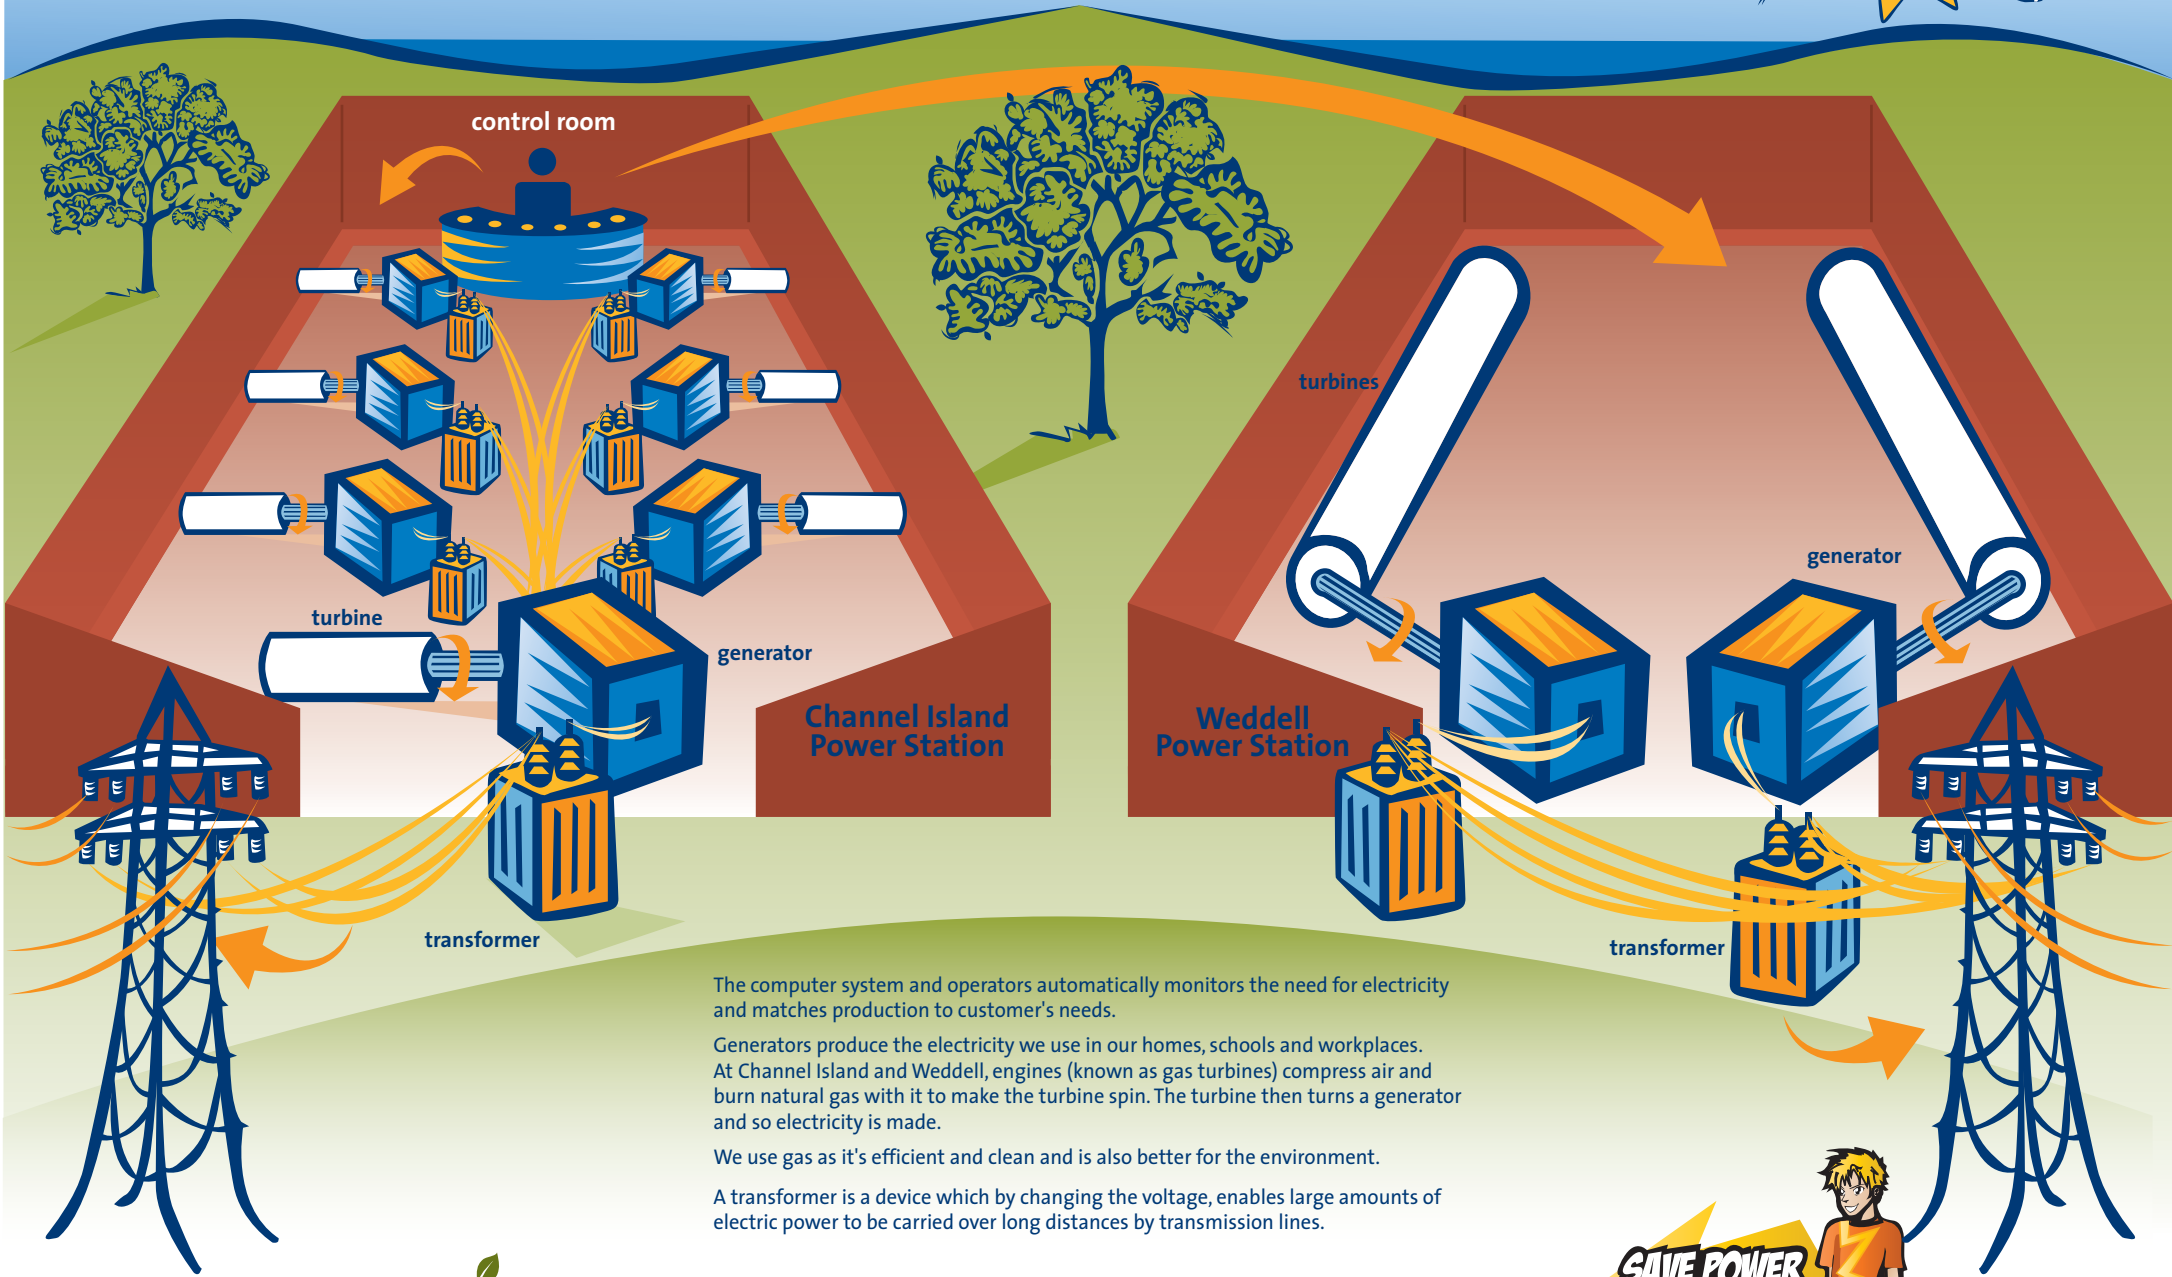 control room
turbines
generator
turbine
generator
Channel Island
Power Station
Weddell
Power Station
transformer
transformer
The computer system and operators automatically monitors the need for electricity
and matches production to customer's needs.
Generators produce the electricity we use in our homes, schools and workplaces.
At Channel Island and Weddell, engines (known as gas turbines) compress air and
burn natural gas with it to make the turbine spin. The turbine then turns a generator
and so electricity is made.
We use gas as it's efficient and clean and is also better for the environment.
A transformer is a device which by changing the voltage, enables large amounts of
electric power to be carried over long distances by transmission lines.
SAVE POWER